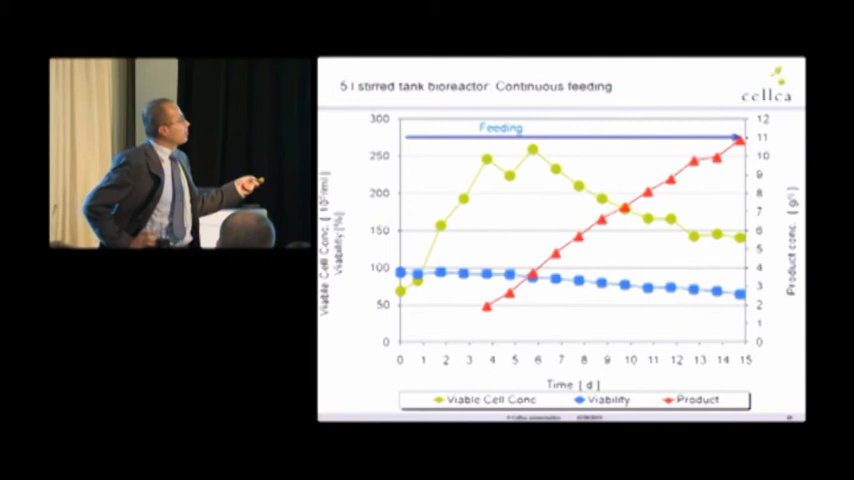 5 l stirred tank bioreactor: Continuous feeding
cellca
300
250
200
150
100
50
0
12
11
10
9
8
7
6
5
4
3
2
1
0
Feeding
Viable Cell Conc.
Viability [%]
Product conc. [g/l]
0 1 2 3 4 5 6 7 8 9 10 11 12 13 14 15
Time [ d ]
Viable Cell Conc Viability Product